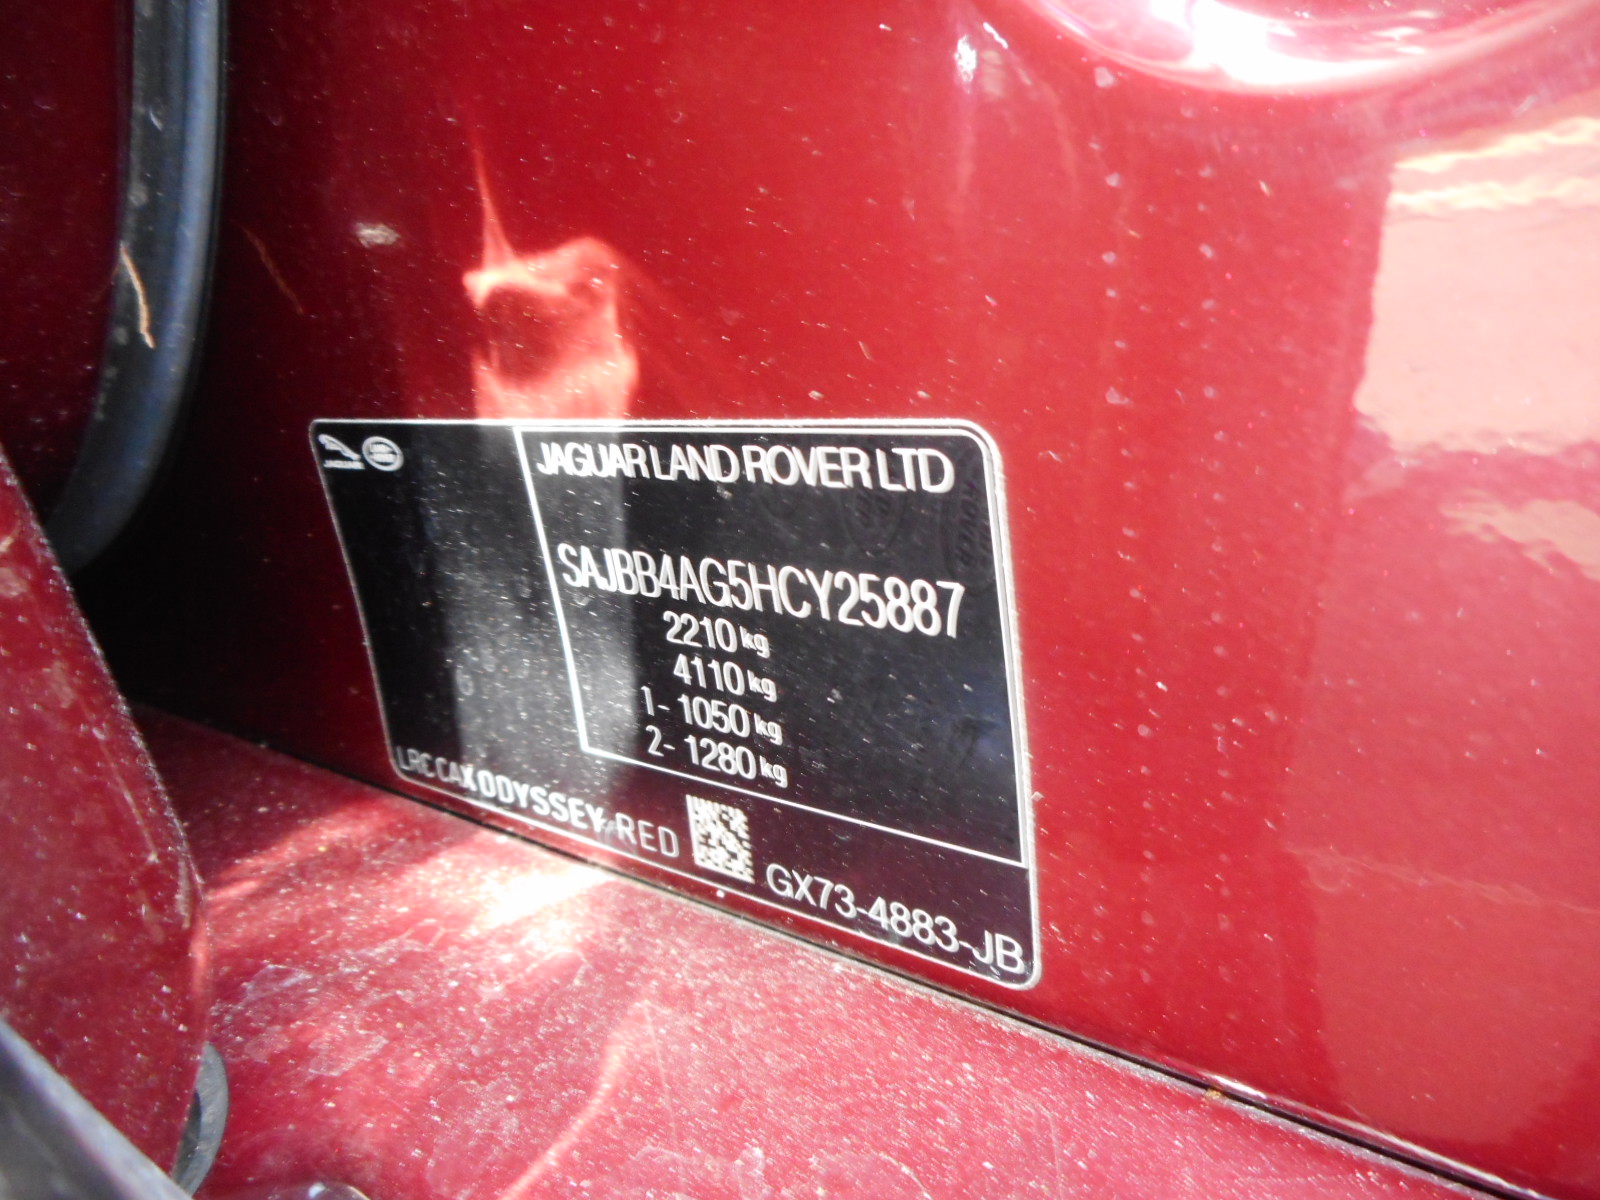 JAGUAR
JAGUAR LAND ROVER LTD
SAJBB4AG5HCY25887
2210 kg
4110 kg
1- 1050 kg
2- 1280 kg
LRC CAX ODYSSEY RED
GX73-4883-JB